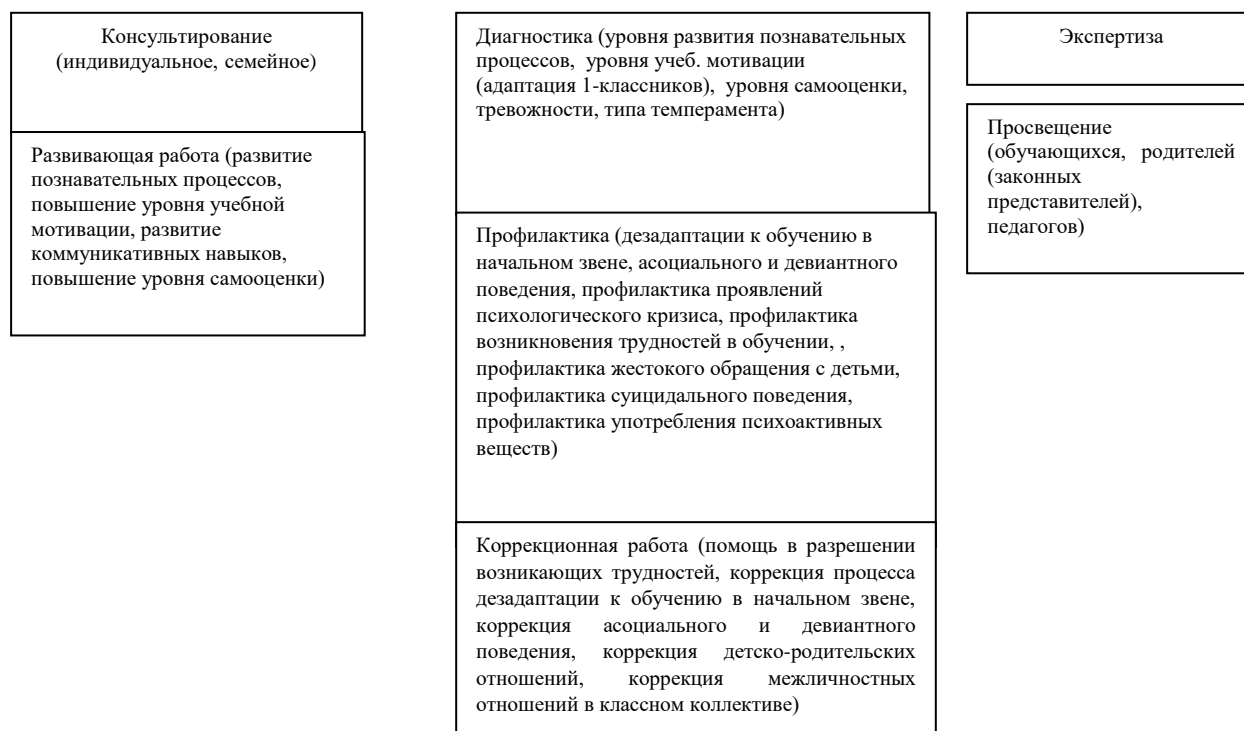 Консультирование
(индивидуальное, семейное)
Развивающая работа (развитие
познавательных процессов,
повышение уровня учебной
мотивации, развитие
коммуникативных навыков,
повышение уровня самооценки)
Диагностика (уровня развития познавательных
процессов, уровня учеб. мотивации
(адаптация 1-классников), уровня самооценки,
тревожности, типа темперамента)
Профилактика (дезадаптации к обучению в
начальном звене, асоциального и девиантного
поведения, профилактика проявлений
психологического кризиса, профилактика
возникновения трудностей в обучении, ,
профилактика жестокого обращения с детьми,
профилактика суицидального поведения,
профилактика употребления психоактивных
веществ)
Коррекционная работа (помощь в разрешении
возникающих трудностей, коррекция процесса
дезадаптации к обучению в начальном звене,
коррекция асоциального и девиантного
поведения, коррекция детско-родительских
отношений, коррекция межличностных
отношений в классном коллективе)
Экспертиза
Просвещение
(обучающихся, родителей
(законных
представителей),
педагогов)